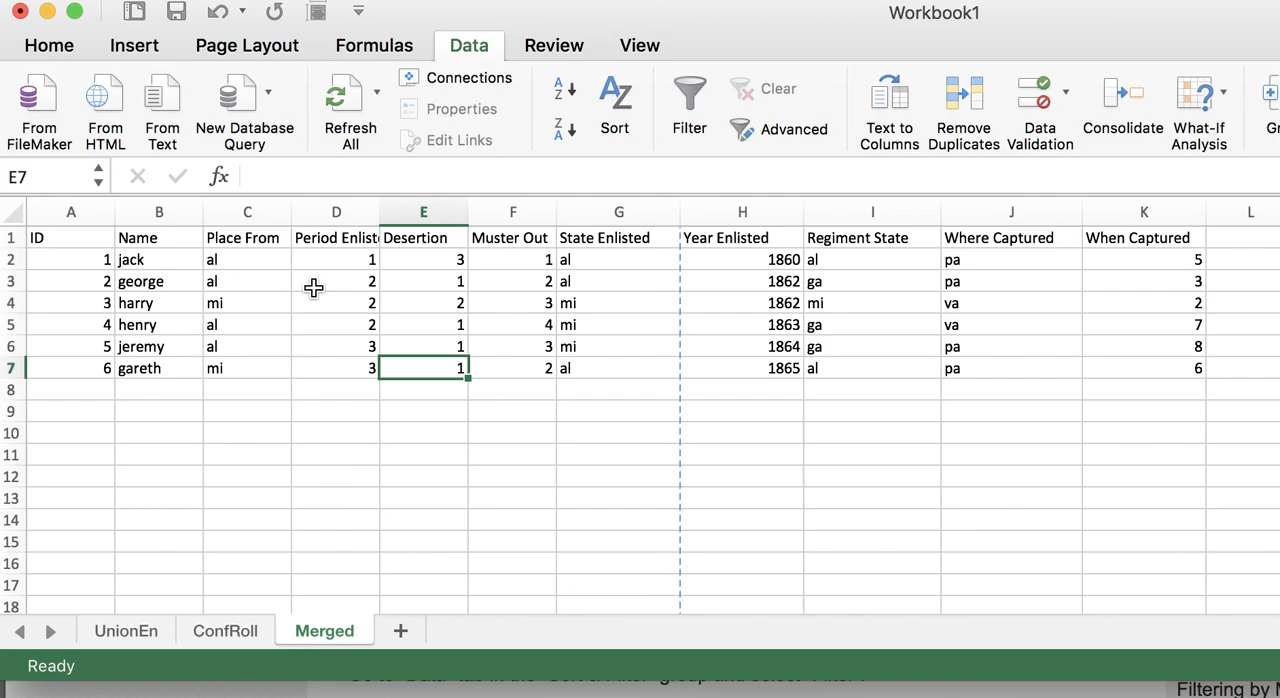 Workbook1
Home Insert Page Layout Formulas Data Review View
From FileMaker
From HTML
From Text
New Database Query
Refresh All
Connections
Properties
Edit Links
A Z
Z A
A Z
Sort
Filter
Clear
Advanced
Text to Columns
Remove Duplicates
Data Validation
Consolidate
What-If Analysis
E7 fx
A B C D E F G H I J K L
1 ID Name Place From Period Enlist Desertion Muster Out State Enlisted Year Enlisted Regiment State Where Captured When Captured
2 1 jack al 1 3 1 al 1860 al pa 5
3 2 george al 2 1 2 al 1862 ga pa 3
4 3 harry mi 2 2 3 mi 1862 mi va 2
5 4 henry al 2 1 4 mi 1863 ga va 7
6 5 jeremy al 3 1 3 mi 1864 ga pa 8
7 6 gareth mi 3 1 2 al 1865 al pa 6
8
9
10
11
12
13
14
15
16
17
18
UnionEn ConfRoll Merged +
Ready
Filtering by